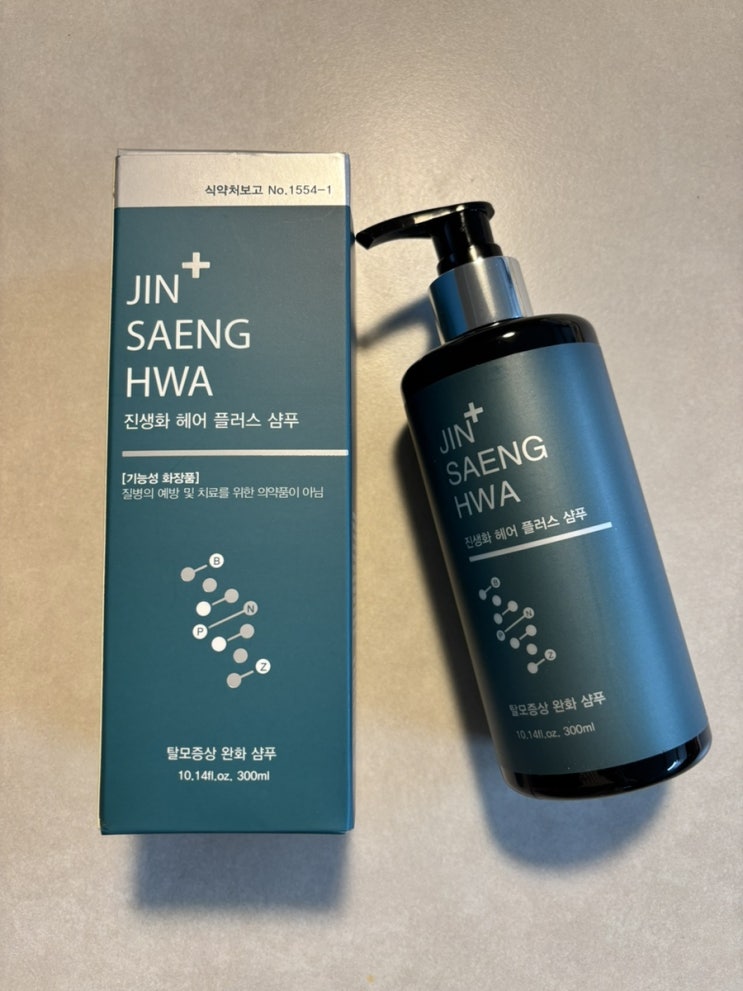 식약처보고 No.1554-1
JIN+
SAENG
HWA
진생화 헤어 플러스 샴푸
[기능성 화장품]
질병의 예방 및 치료를 위한 의약품이 아님
B
N
P
Z
탈모증상 완화 샴푸
10.14fl.oz. 300ml
JIN+
SAENG
HWA
진생화 헤어 플러스 샴푸
B
N
P
Z
탈모증상 완화 샴푸
10.14fl.oz. 300ml